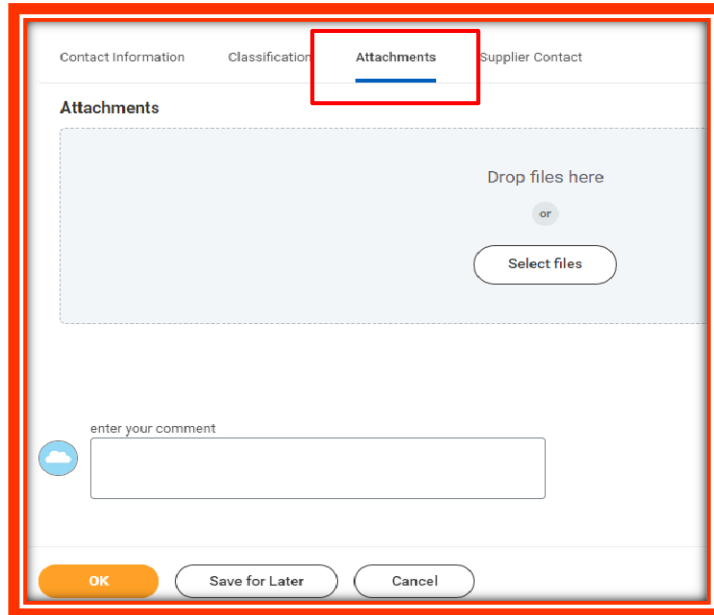 Contact Information Classification Attachments Supplier Contact
Attachments
Drop files here
or
Select files
enter your comment
OK Save for Later Cancel